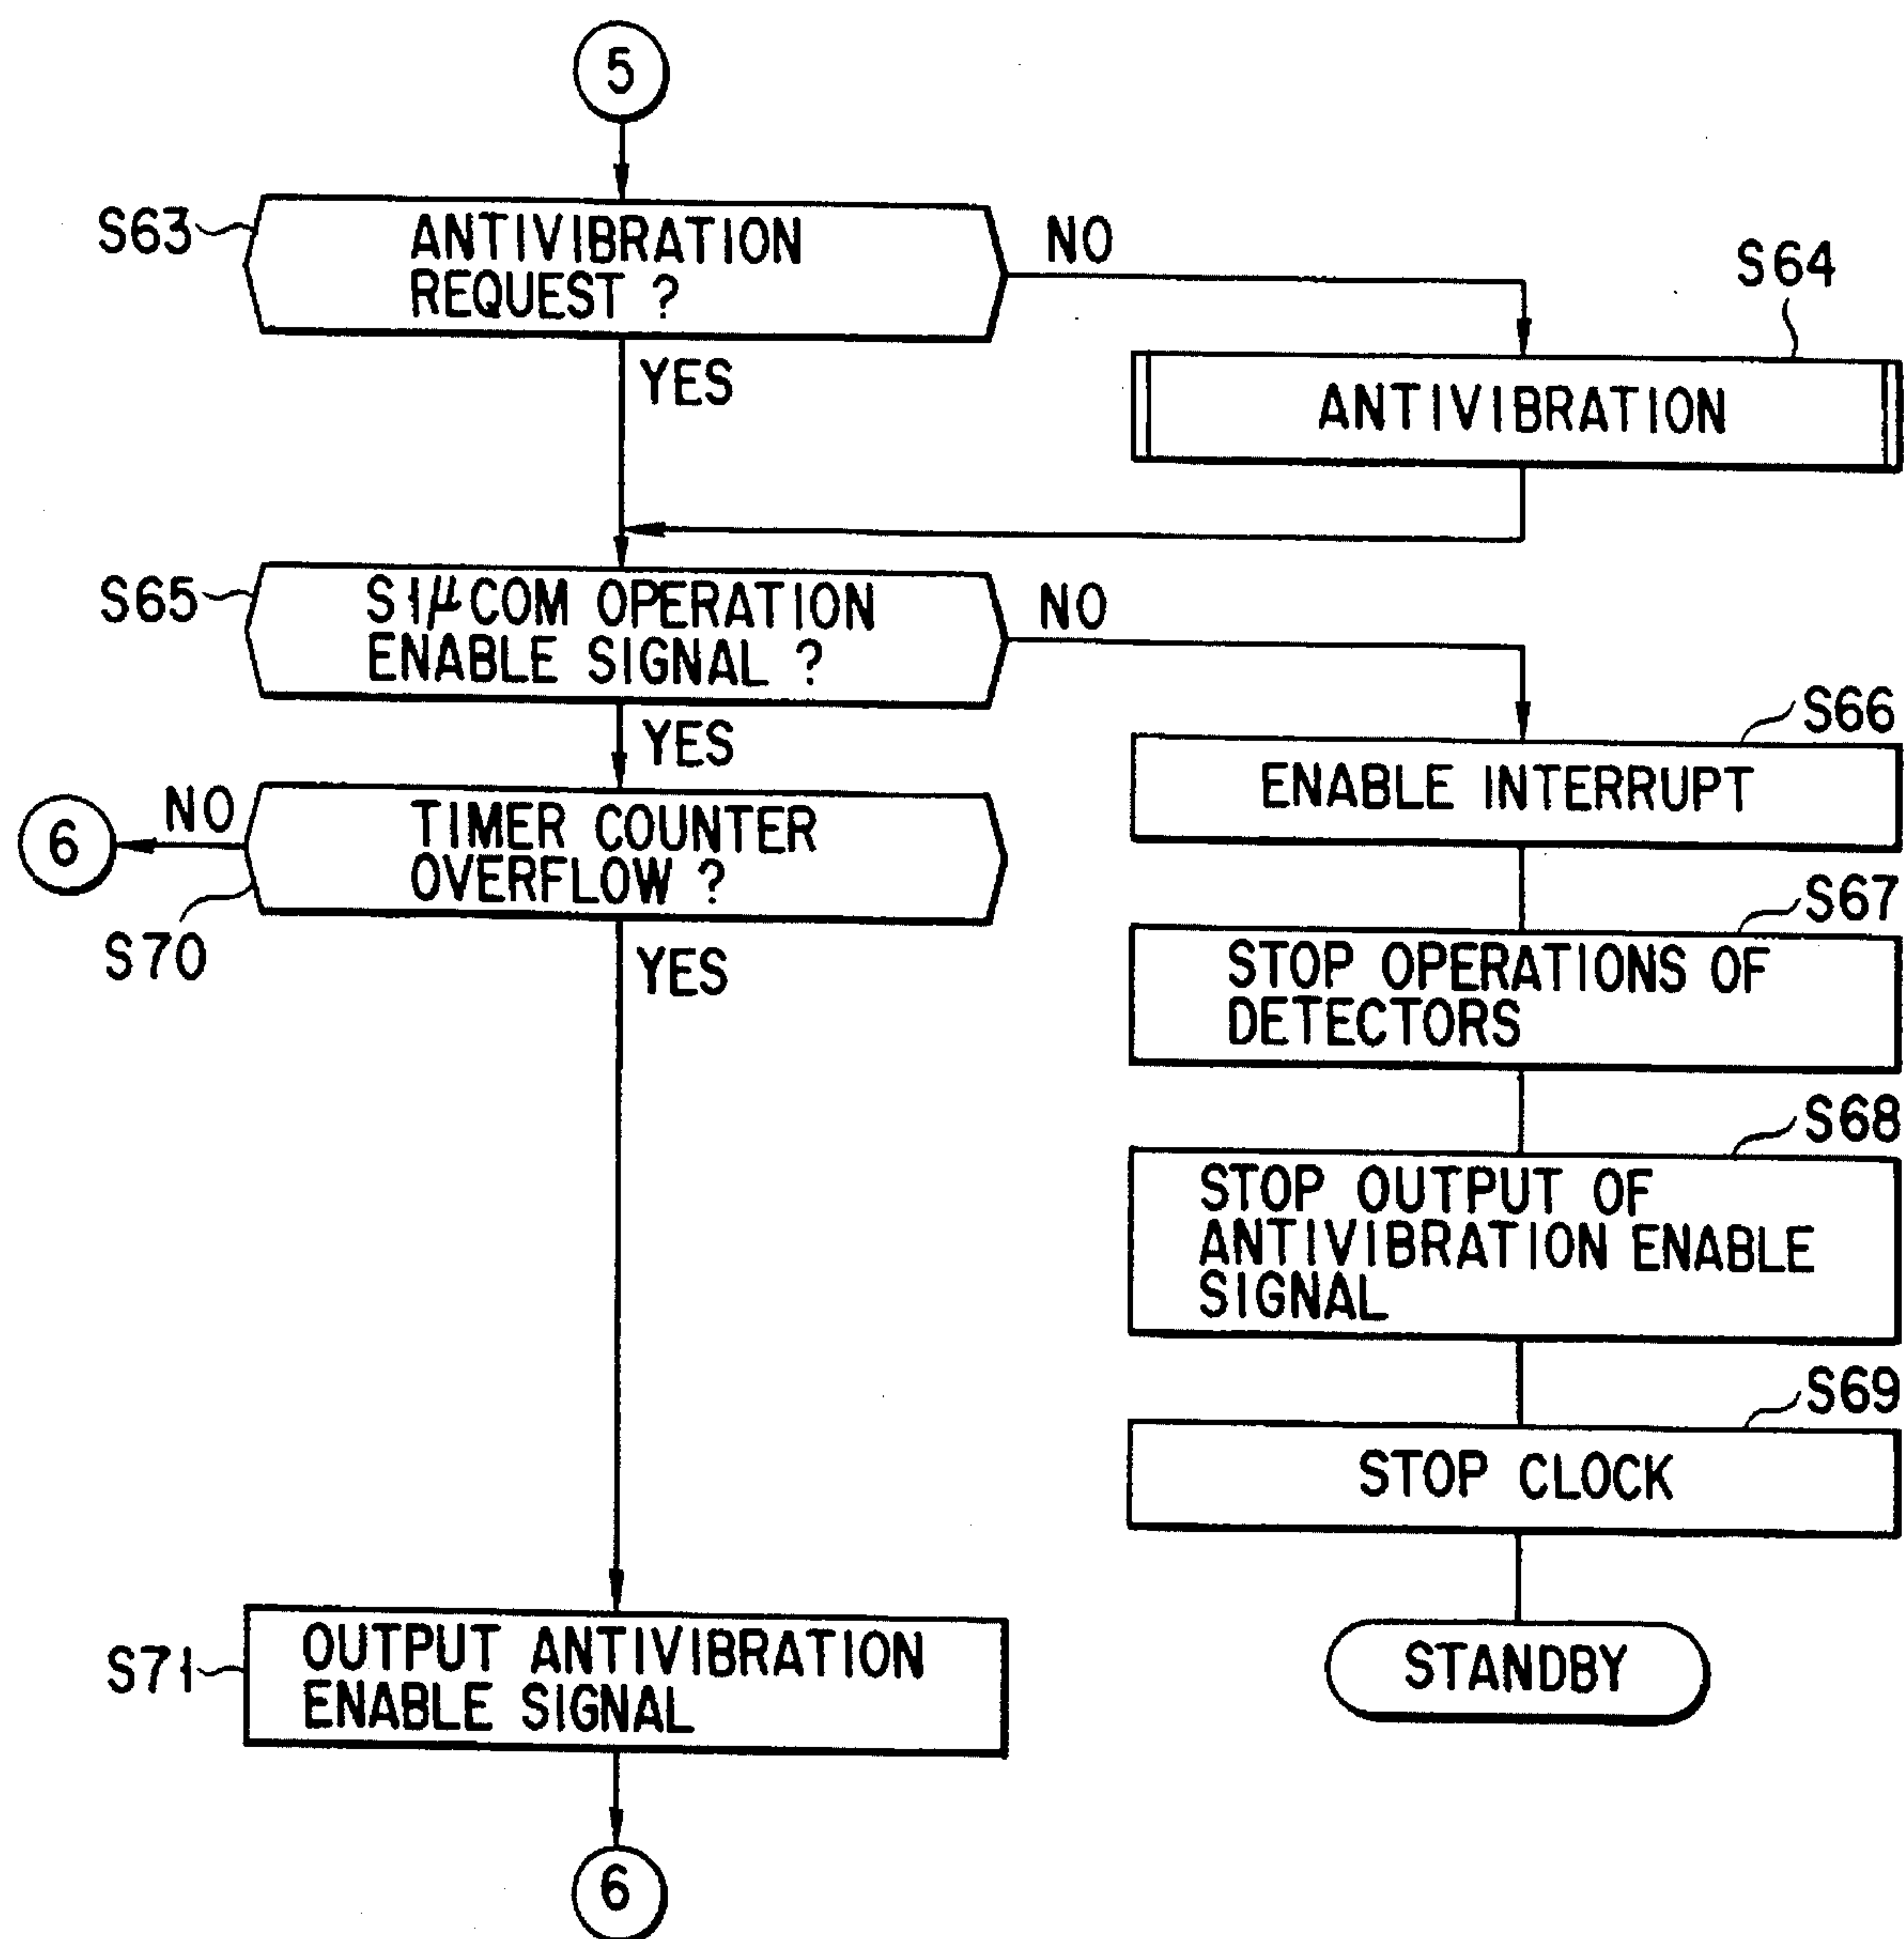 5
S63
ANTIVIBRATION
REQUEST ?
NO
YES
S64
ANTIVIBRATION
S65
S1μCOM OPERATION
ENABLE SIGNAL ?
NO
YES
S66
ENABLE INTERRUPT
6
NO
TIMER COUNTER
OVERFLOW ?
S70
YES
S67
STOP OPERATIONS OF
DETECTORS
S68
STOP OUTPUT OF
ANTIVIBRATION ENABLE
SIGNAL
S69
STOP CLOCK
STANDBY
S71
OUTPUT ANTIVIBRATION
ENABLE SIGNAL
6